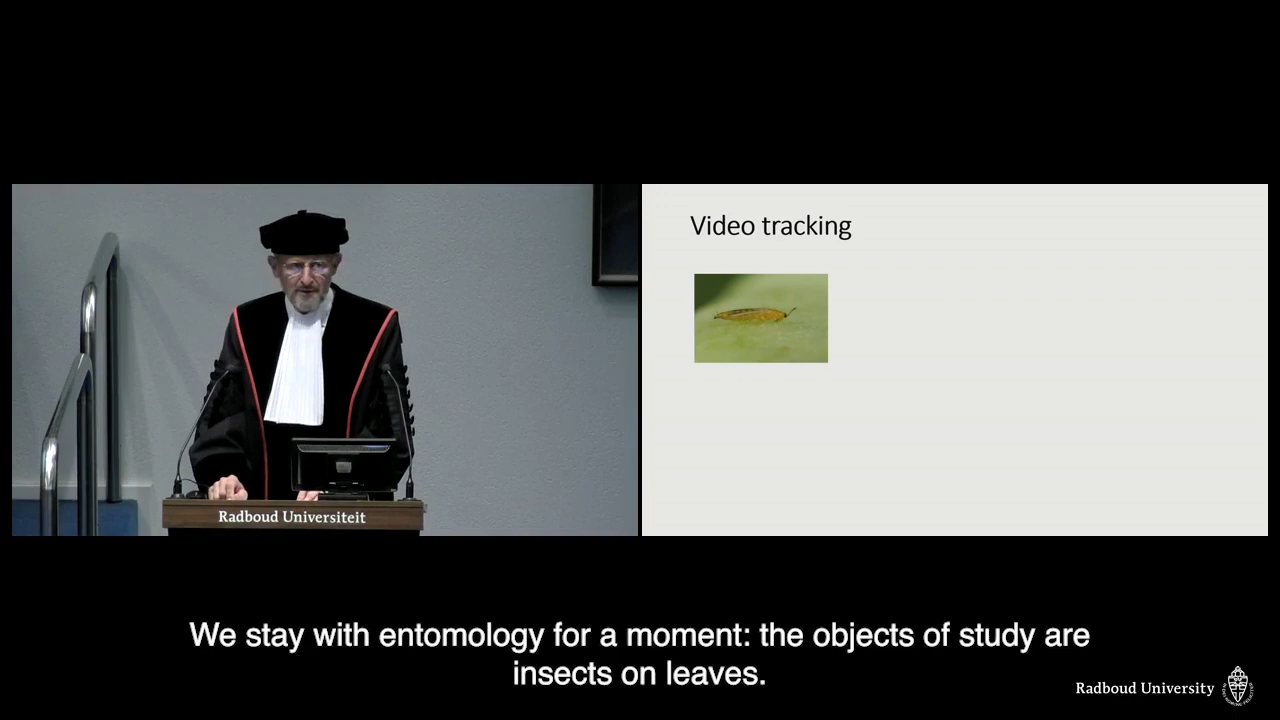 Video tracking
Radboud Universiteit
We stay with entomology for a moment: the objects of study are
insects on leaves.
Radboud University